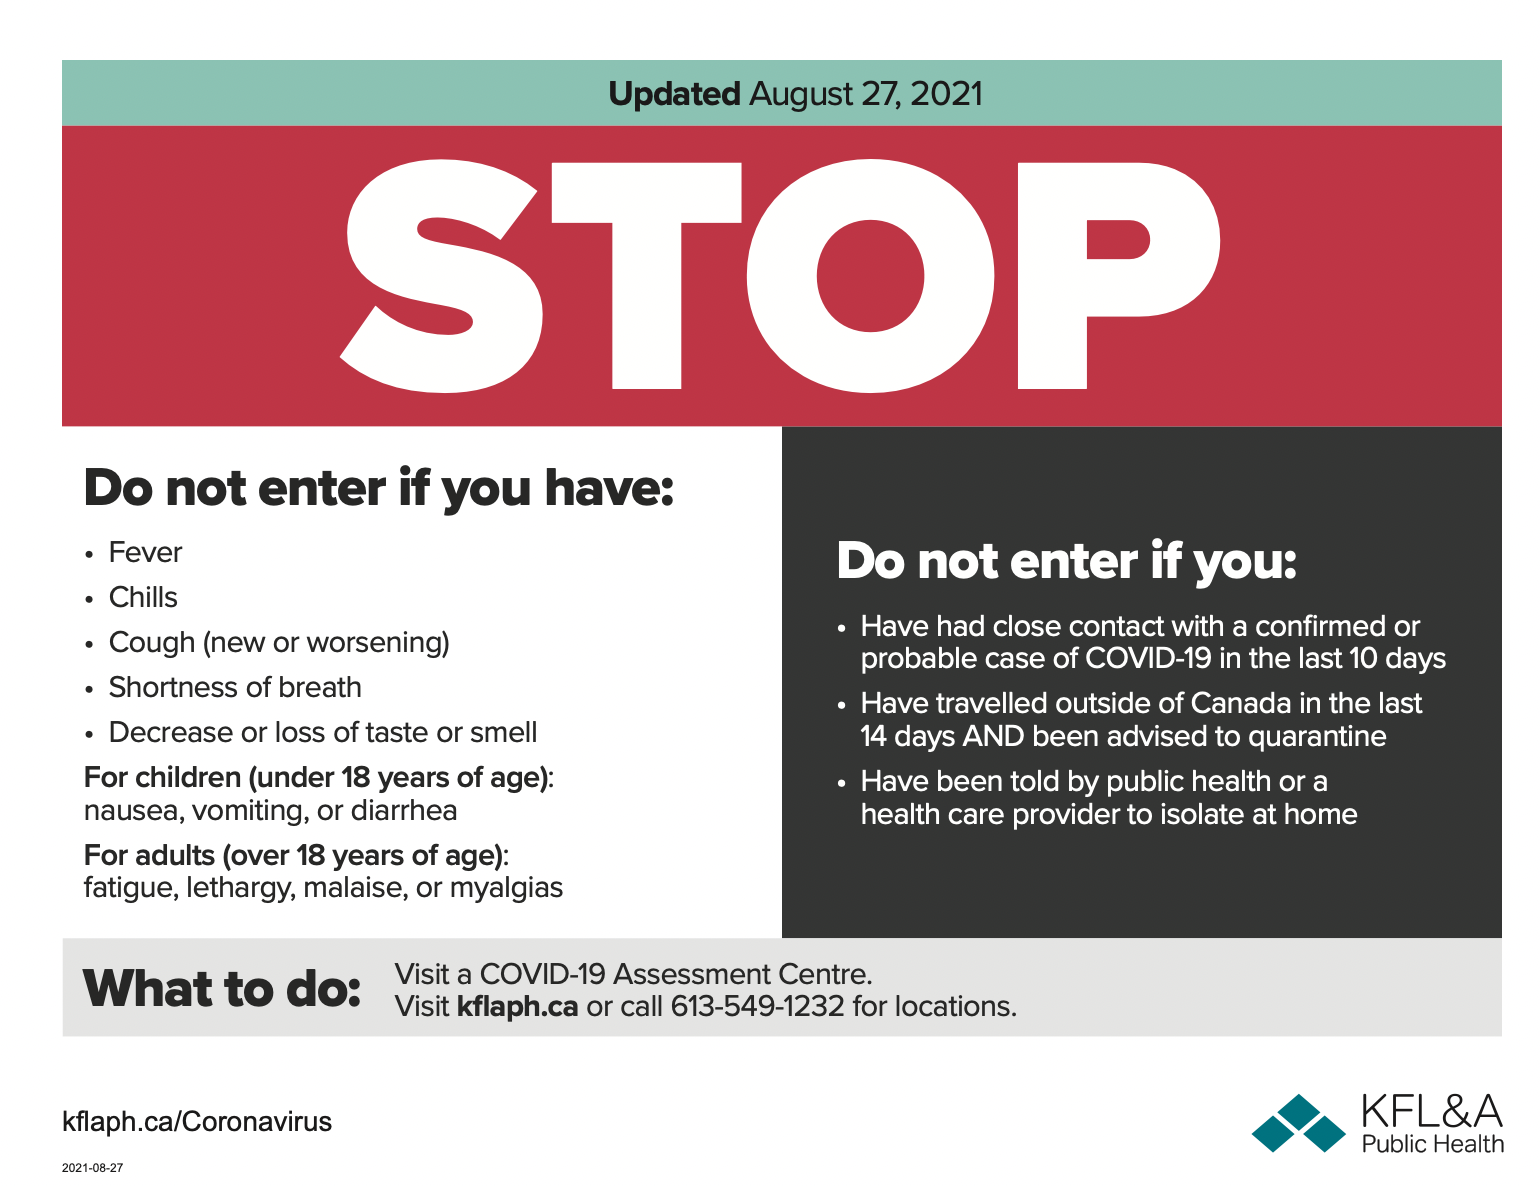 Updated August 27, 2021
STOP
Do not enter if you have:
• Fever
• Chills
• Cough (new or worsening)
• Shortness of breath
• Decrease or loss of taste or smell
For children (under 18 years of age):
nausea, vomiting, or diarrhea
For adults (over 18 years of age):
fatigue, lethargy, malaise, or myalgias
Do not enter if you:
• Have had close contact with a confirmed or
probable case of COVID-19 in the last 10 days
• Have travelled outside of Canada in the last
14 days AND been advised to quarantine
• Have been told by public health or a
health care provider to isolate at home
What to do:
Visit a COVID-19 Assessment Centre.
Visit kflaph.ca or call 613-549-1232 for locations.
kflaph.ca/Coronavirus
2021-08-27
KFL&A
Public Health